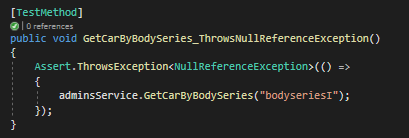 [TestMethod]
0 references
public void GetCarByBodySeries_ThrowsNullReferenceException()
{
Assert.ThrowsException<NullReferenceException>(() =>
{
adminsService.GetCarByBodySeries("bodyseriesI");
});
}